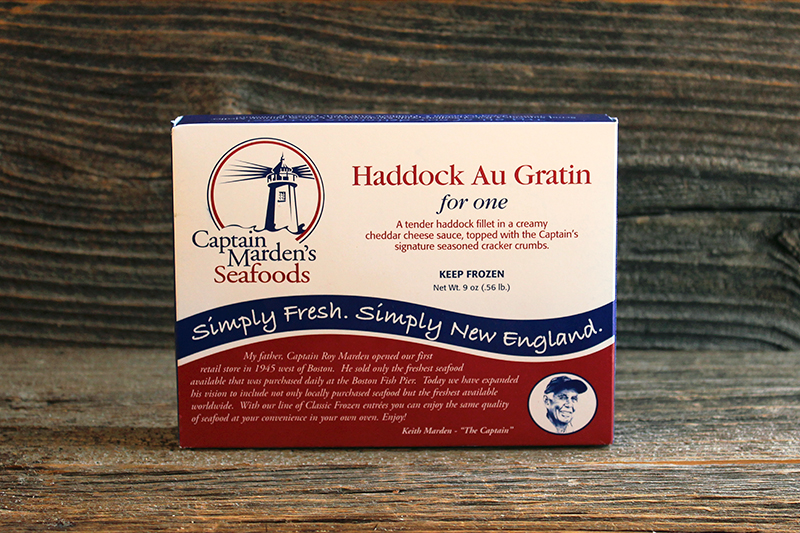 Captain
Marden's
Seafoods
Haddock Au Gratin
for one
A tender haddock fillet in a creamy
cheddar cheese sauce, topped with the Captain's
signature seasoned cracker crumbs.
KEEP FROZEN
Net Wt. 9 oz (.56 lb.)
Simply Fresh. Simply New England.
My father, Captain Roy Marden opened our first
retail store in 1945 west of Boston. He sold only the freshest seafood
available that was purchased daily at the Boston Fish Pier. Today we have expanded
his vision to include not only locally purchased seafood but the freshest available
worldwide. With our line of Classic Frozen entrées you can enjoy the same quality
of seafood at your convenience in your own oven. Enjoy!
Keith Marden - "The Captain"